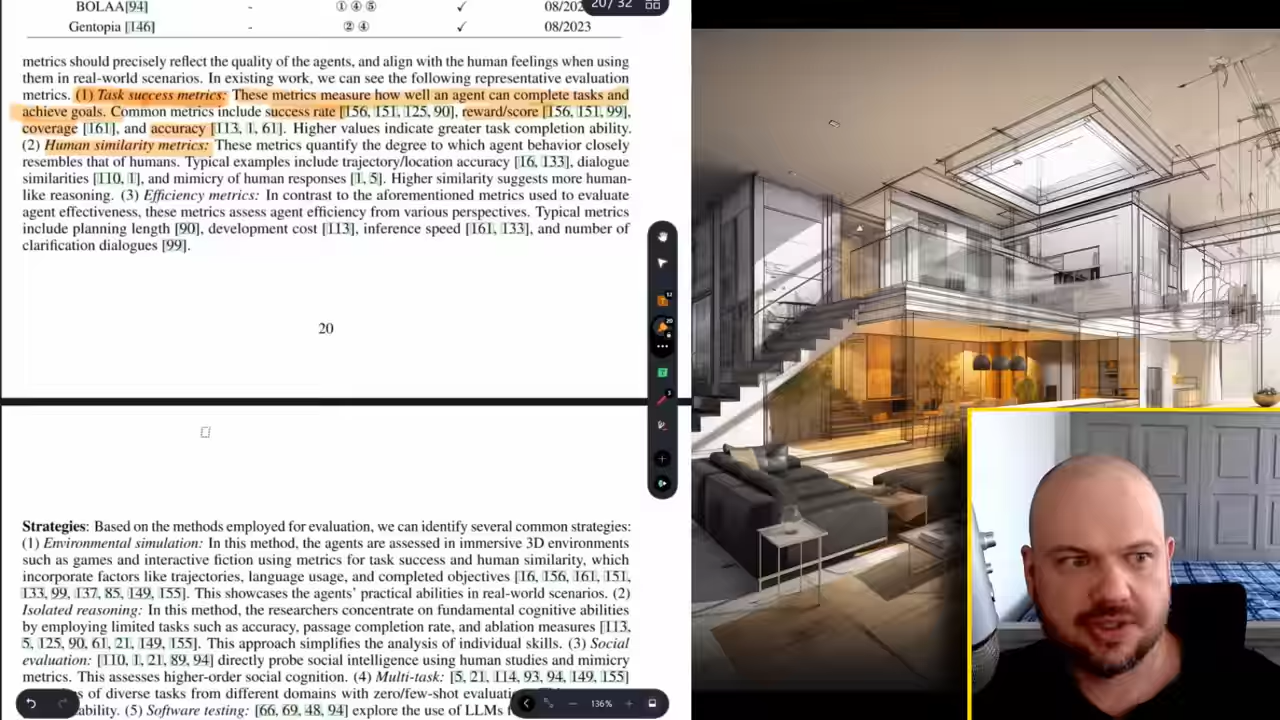 BOLAA[94] - ① ④ ⑤ ✓ 08/202
20 / 32
Gentopia [146] - ② ④ ✓ 08/2023
metrics should precisely reflect the quality of the agents, and align with the human feelings when using
them in real-world scenarios. In existing work, we can see the following representative evaluation
metrics. (1) Task success metrics: These metrics measure how well an agent can complete tasks and
achieve goals. Common metrics include success rate [156, 151, 125, 90], reward/score [156, 151, 99],
coverage [161], and accuracy [113, 1, 61]. Higher values indicate greater task completion ability.
(2) Human similarity metrics: These metrics quantify the degree to which agent behavior closely
resembles that of humans. Typical examples include trajectory/location accuracy [16, 133], dialogue
similarities [110, 1], and mimicry of human responses [1, 5]. Higher similarity suggests more human-
like reasoning. (3) Efficiency metrics: In contrast to the aforementioned metrics used to evaluate
agent effectiveness, these metrics assess agent efficiency from various perspectives. Typical metrics
include planning length [90], development cost [113], inference speed [161, 133], and number of
clarification dialogues [99].
20
Strategies: Based on the methods employed for evaluation, we can identify several common strategies:
(1) Environmental simulation: In this method, the agents are assessed in immersive 3D environments
such as games and interactive fiction using metrics for task success and human similarity, which
incorporate factors like trajectories, language usage, and completed objectives [16, 156, 161, 151,
133, 99, 137, 85, 149, 155]. This showcases the agents' practical abilities in real-world scenarios. (2)
Isolated reasoning: In this method, the researchers concentrate on fundamental cognitive abilities
by employing limited tasks such as accuracy, passage completion rate, and ablation measures [113,
5, 125, 90, 61, 21, 149, 155]. This approach simplifies the analysis of individual skills. (3) Social
evaluation: [110, 1, 21, 89, 94] directly probe social intelligence using human studies and mimicry
metrics. This assesses higher-order social cognition. (4) Multi-task: [5, 21, 114, 93, 94, 149, 155]
of diverse tasks from different domains with zero/few-shot
ability. (5) Software testing: [66, 69, 48, 94] explore the use of LLMs
136%